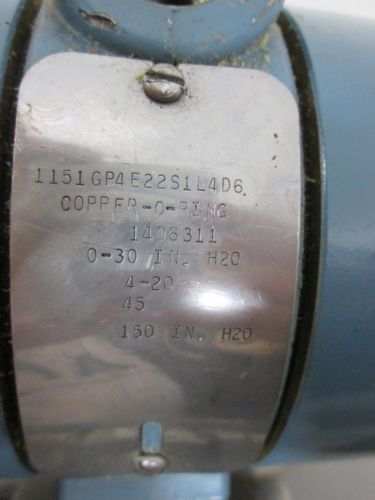 1151GP4E22S1L4D6
COPPER-O-RING
1406311
0-30 IN. H2O
4-20
45
150 IN. H2O